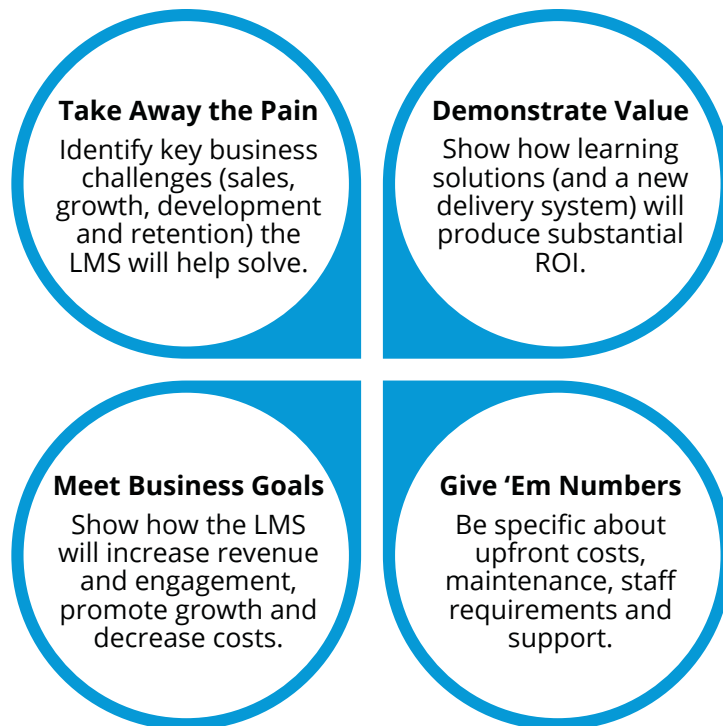 Take Away the Pain
Identify key business
challenges (sales,
growth, development
and retention) the
LMS will help solve.
Demonstrate Value
Show how learning
solutions (and a new
delivery system) will
produce substantial
ROI.
Meet Business Goals
Show how the LMS
will increase revenue
and engagement,
promote growth and
decrease costs.
Give ‘Em Numbers
Be specific about
upfront costs,
maintenance, staff
requirements and
support.